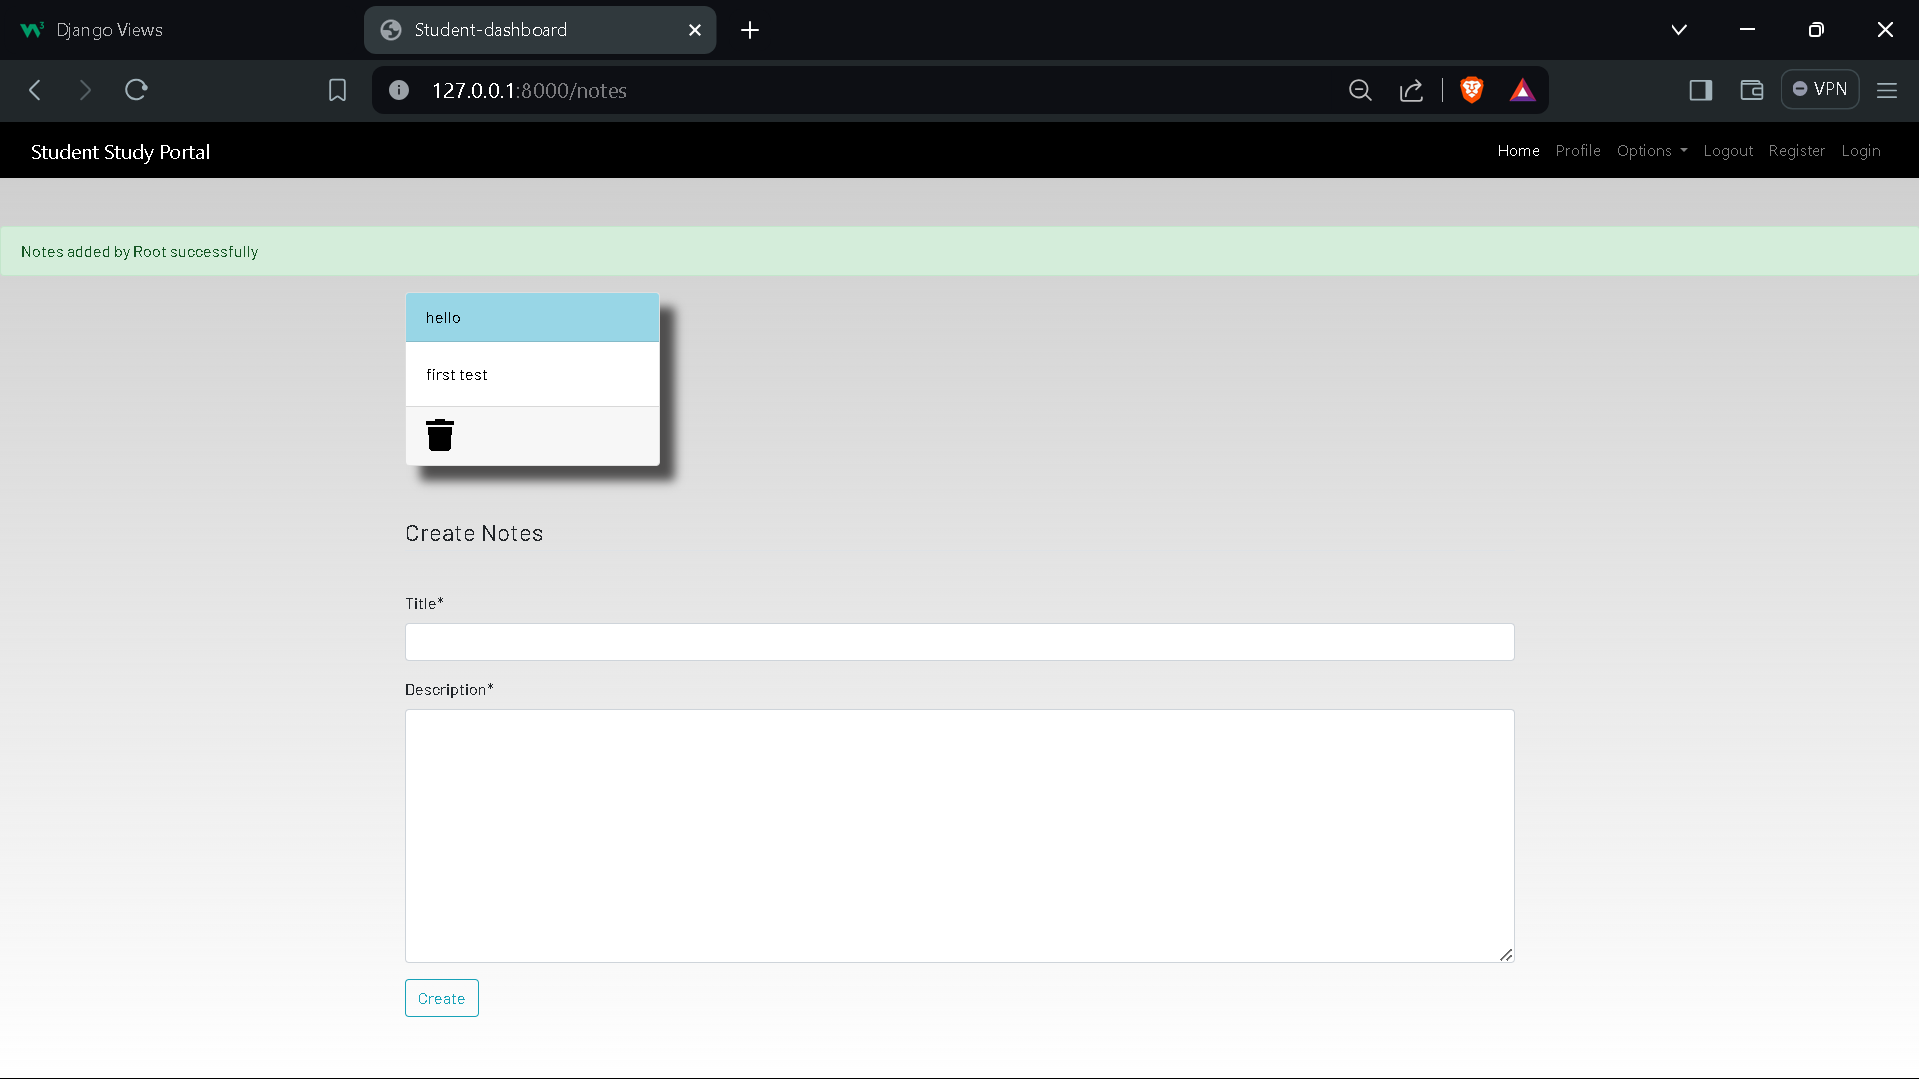 Django Views
Student-dashboard
127.0.0.1:8000/notes
VPN
Student Study Portal
Home Profile Options Logout Register Login
Notes added by Root successfully
hello
first test
Create Notes
Title*
Description*
Create